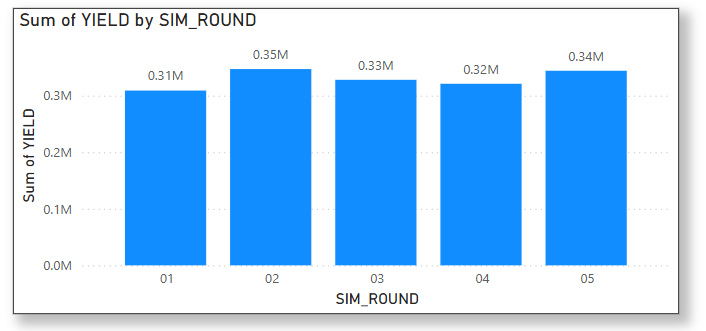 Sum of YIELD by SIM_ROUND
0.35M
0.34M
0.33M
0.32M
0.31M
0.3M
0.2M
0.1M
0.0M
Sum of YIELD
01 02 03 04 05
SIM_ROUND